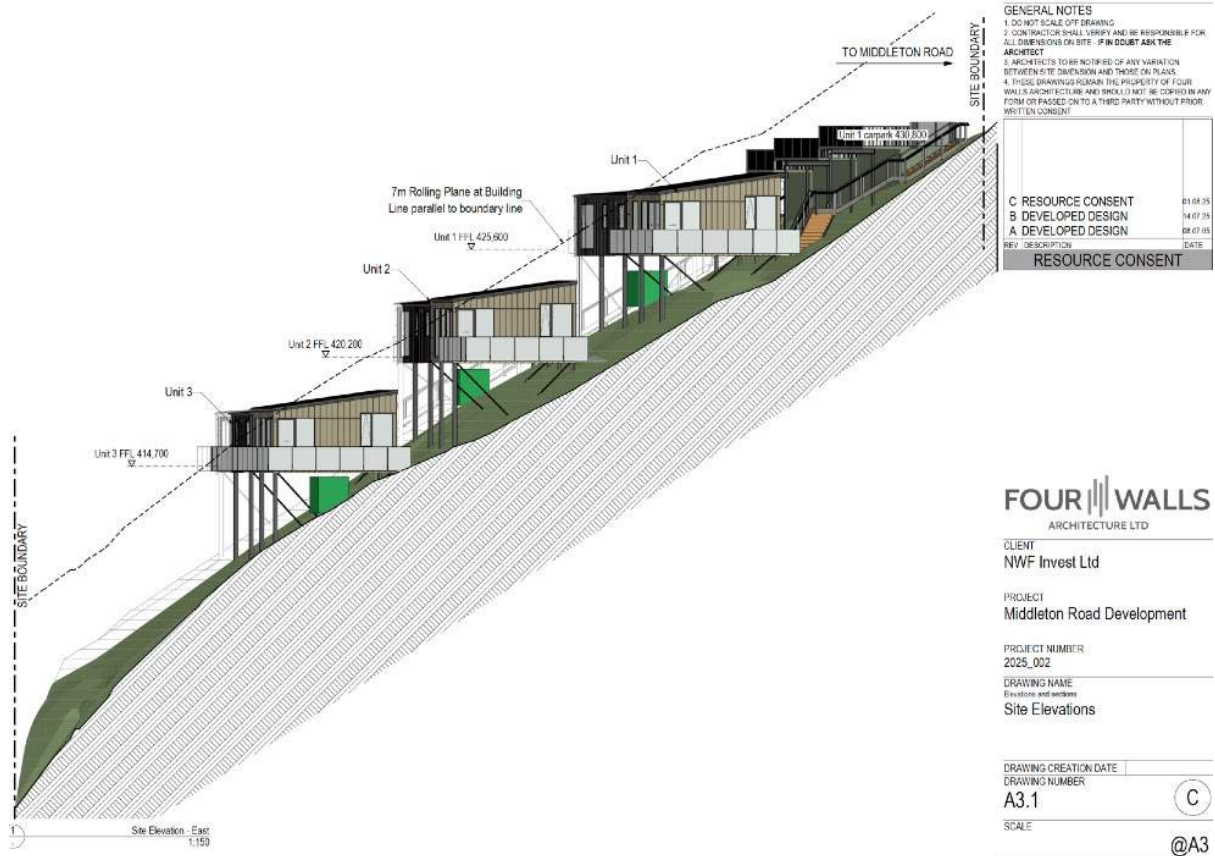 TO MIDDLETON ROAD
SITE BOUNDARY
Unit 1 carpark 430,800
Unit 1
7m Rolling Plane at Building
Line parallel to boundary line
Unit 1 FFL 425,600
Unit 2
Unit 2 FFL 420,200
Unit 3
Unit 3 FFL 414,700
SITE BOUNDARY
1
Site Elevation - East
1:150
GENERAL NOTES
1. DO NOT SCALE OFF DRAWING
2. CONTRACTOR SHALL VERIFY AND BE RESPONSIBLE FOR
ALL DIMENSIONS ON SITE - IF IN DOUBT ASK THE
ARCHITECT
3. ARCHITECTS TO BE NOTIFIED OF ANY VARIATION
BETWEEN SITE DIMENSION AND THOSE ON PLANS.
4. THESE DRAWINGS REMAIN THE PROPERTY OF FOUR
WALLS ARCHITECTURE AND SHOULD NOT BE COPIED IN ANY
FORM OR PASSED ON TO A THIRD PARTY WITHOUT PRIOR
WRITTEN CONSENT
C RESOURCE CONSENT 01.08.25
B DEVELOPED DESIGN 14.07.25
A DEVELOPED DESIGN
REV DESCRIPTION DATE
RESOURCE CONSENT
FOUR WALLS
ARCHITECTURE LTD
CLIENT
NWF Invest Ltd
PROJECT
Middleton Road Development
PROJECT NUMBER
2025_002
DRAWING NAME
Elevations and sections
Site Elevations
DRAWING CREATION DATE
DRAWING NUMBER
A3.1
C
SCALE
@A3